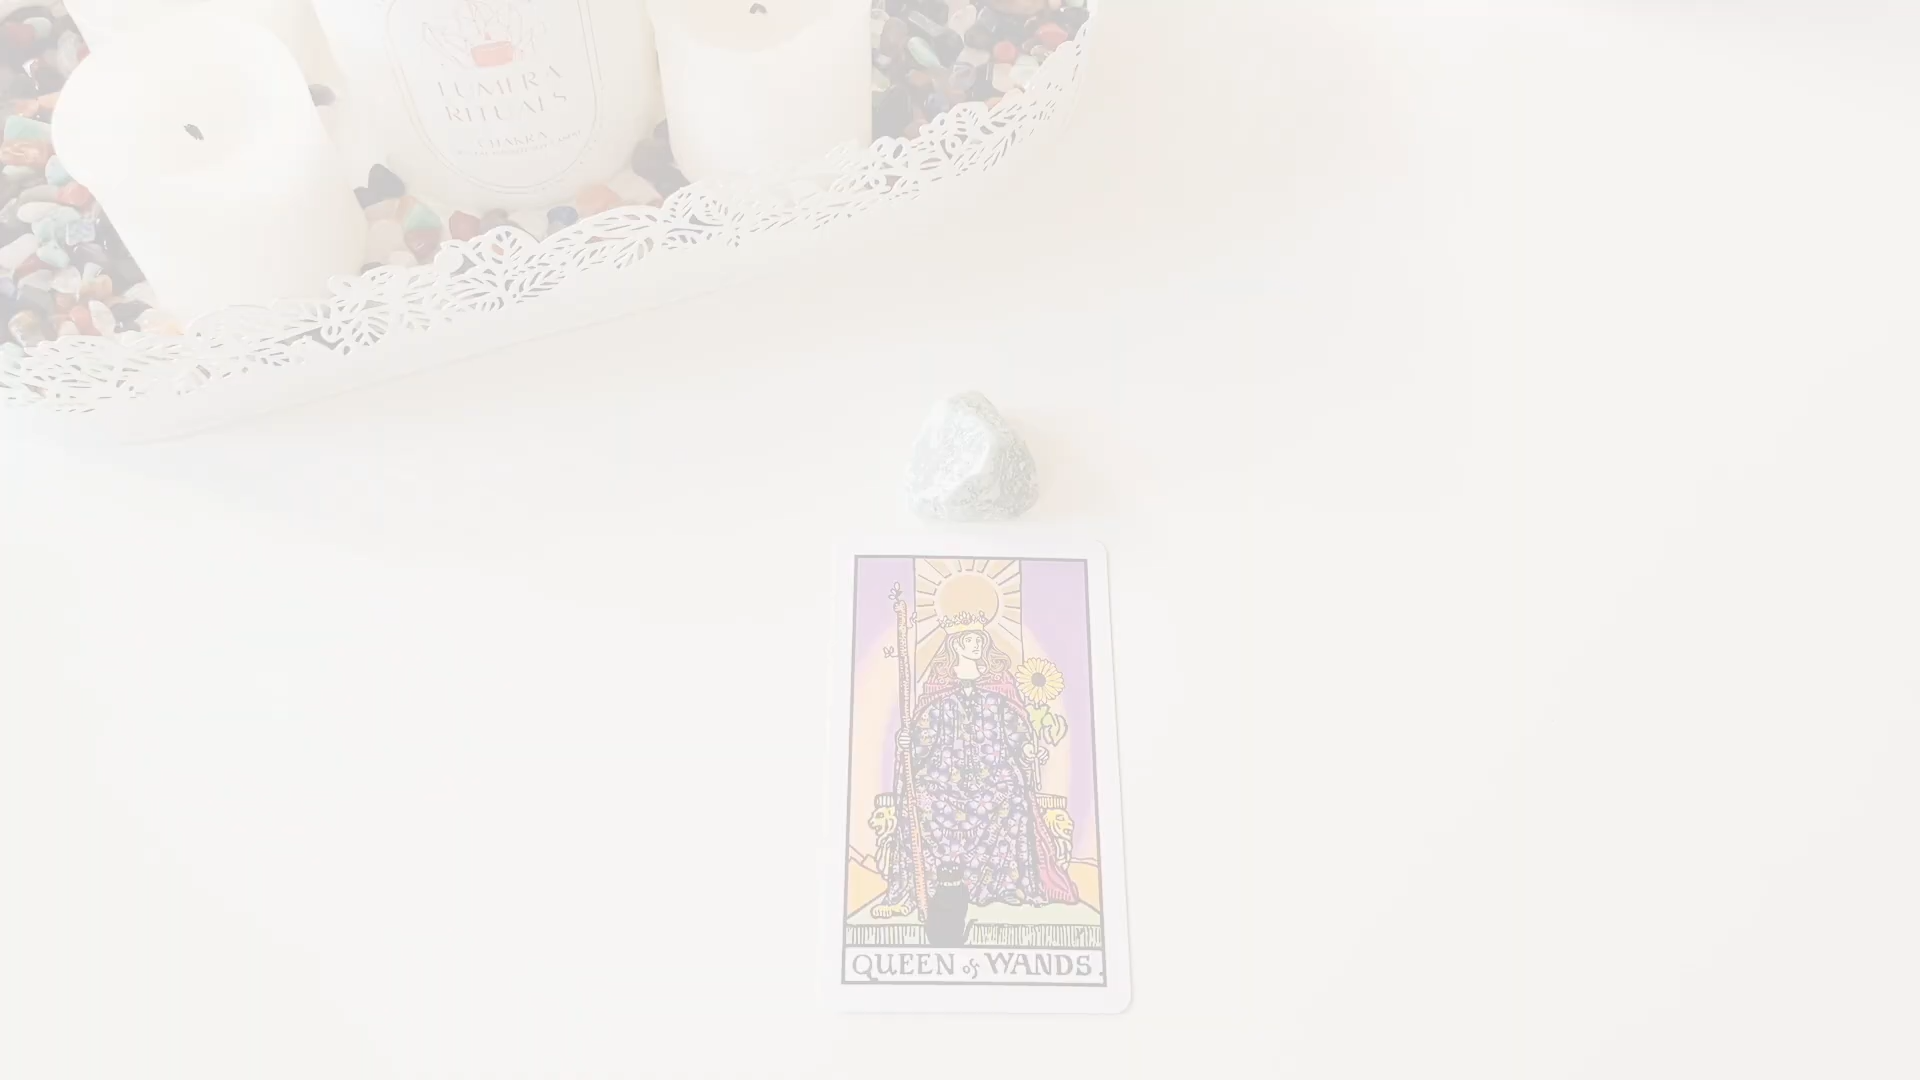 LUMERA
RITUALS
CHAKRA
QUEEN of WANDS.